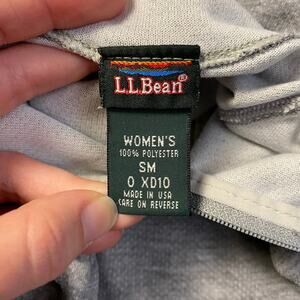 L.L.Bean®
WOMEN'S
100% POLYESTER
SM
0 XD10
MADE IN USA
CARE ON REVERSE